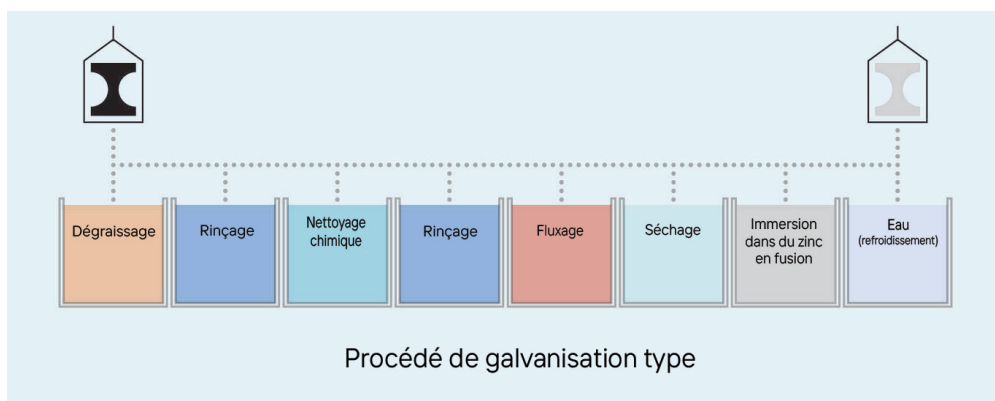 Dégraissage
Rinçage
Nettoyage
chimique
Rinçage
Fluxage
Séchage
Immersion
dans du zinc
en fusion
Eau
(refroidissement)
Procédé de galvanisation type